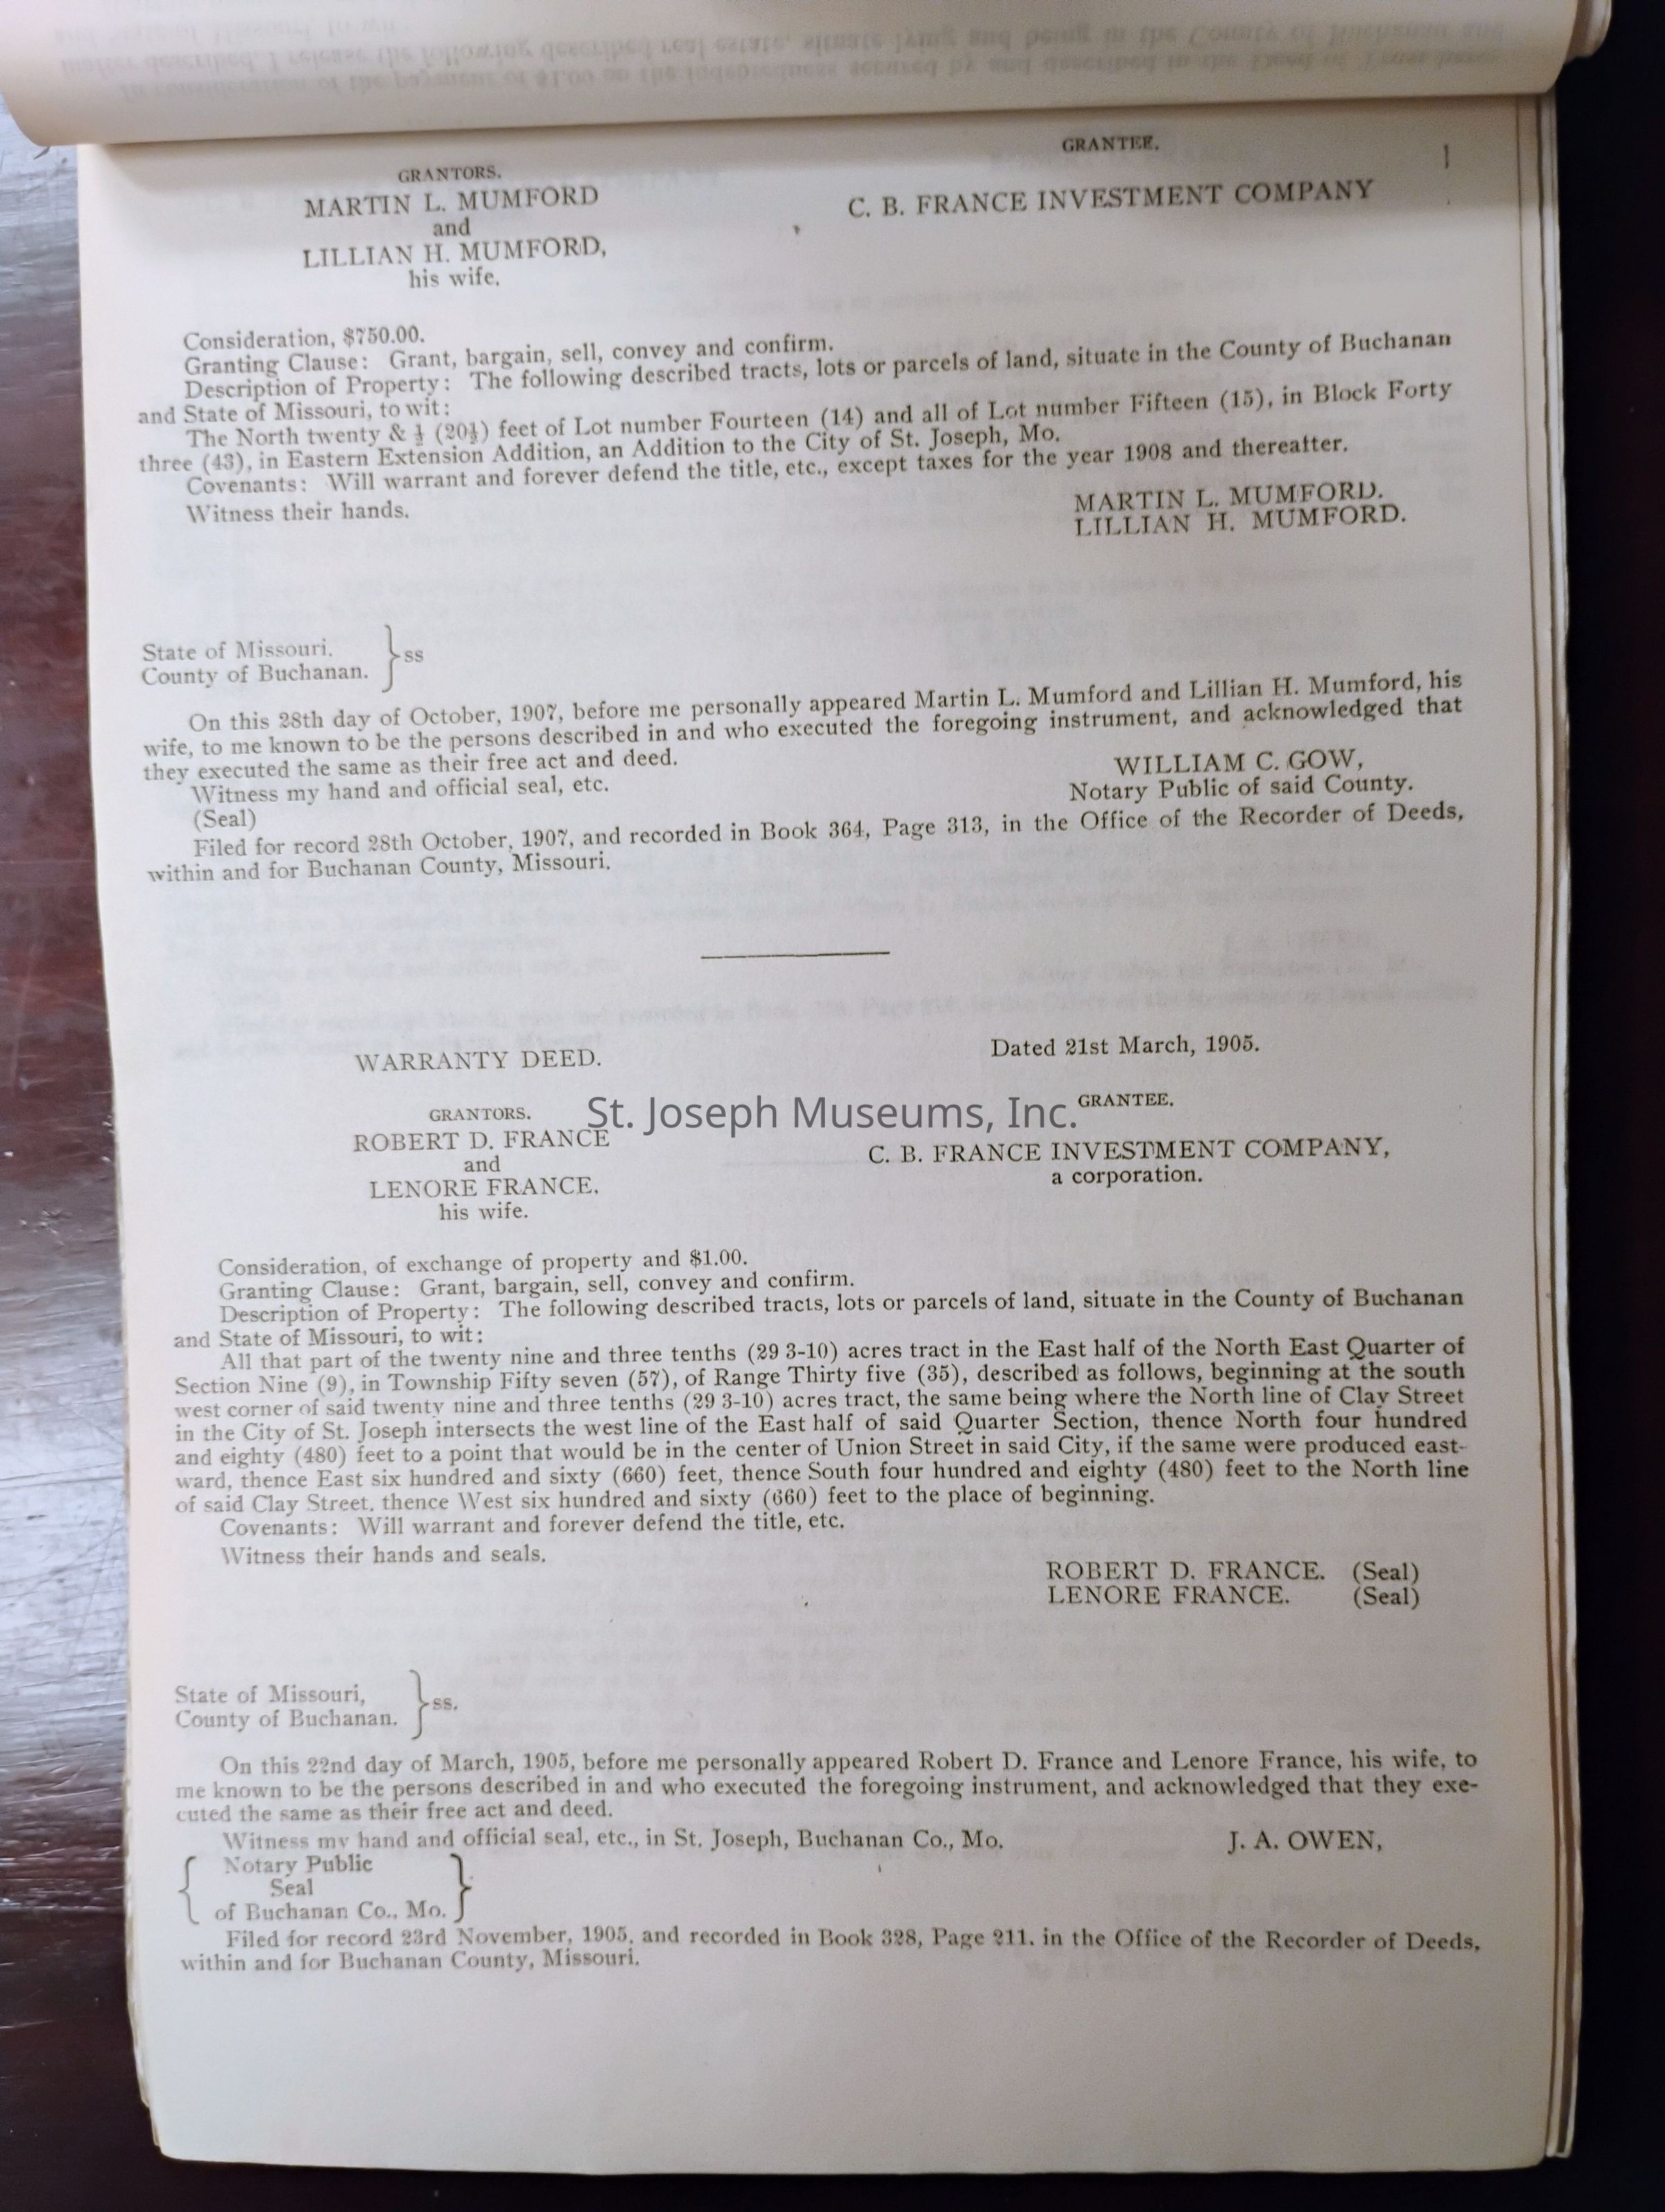 GRANTORS.
GRANTEE.
MARTIN L. MUMFORD
and
LILLIAN H. MUMFORD,
his wife.
C. B. FRANCE INVESTMENT COMPANY
Consideration, $750.00.
Granting Clause: Grant, bargain, sell, convey and confirm.
Description of Property: The following described tracts, lots or parcels of land, situate in the County of Buchanan
and State of Missouri, to wit:
The North twenty & ½ (20½) feet of Lot number Fourteen (14) and all of Lot number Fifteen (15), in Block Forty
three (43), in Eastern Extension Addition, an Addition to the City of St. Joseph, Mo.
Covenants: Will warrant and forever defend the title, etc., except taxes for the year 1908 and thereafter.
Witness their hands.
MARTIN L. MUMFORD.
LILLIAN H. MUMFORD.
State of Missouri.
County of Buchanan. } ss
On this 28th day of October, 1907, before me personally appeared Martin L. Mumford and Lillian H. Mumford, his
wife, to me known to be the persons described in and who executed the foregoing instrument, and acknowledged that
they executed the same as their free act and deed.
Witness my hand and official seal, etc.
(Seal)
WILLIAM C. GOW,
Notary Public of said County.
Filed for record 28th October, 1907, and recorded in Book 364, Page 313, in the Office of the Recorder of Deeds,
within and for Buchanan County, Missouri.
WARRANTY DEED.
Dated 21st March, 1905.
GRANTORS.
GRANTEE.
St. Joseph Museums, Inc.
ROBERT D. FRANCE
and
LENORE FRANCE,
his wife.
C. B. FRANCE INVESTMENT COMPANY,
a corporation.
Consideration, of exchange of property and $1.00.
Granting Clause: Grant, bargain, sell, convey and confirm.
Description of Property: The following described tracts, lots or parcels of land, situate in the County of Buchanan
and State of Missouri, to wit:
All that part of the twenty nine and three tenths (29 3-10) acres tract in the East half of the North East Quarter of
Section Nine (9), in Township Fifty seven (57), of Range Thirty five (35), described as follows, beginning at the south
west corner of said twenty nine and three tenths (29 3-10) acres tract, the same being where the North line of Clay Street
in the City of St. Joseph intersects the west line of the East half of said Quarter Section, thence North four hundred
and eighty (480) feet to a point that would be in the center of Union Street in said City, if the same were produced east-
ward, thence East six hundred and sixty (660) feet, thence South four hundred and eighty (480) feet to the North line
of said Clay Street, thence West six hundred and sixty (660) feet to the place of beginning.
Covenants: Will warrant and forever defend the title, etc.
Witness their hands and seals.
ROBERT D. FRANCE. (Seal)
LENORE FRANCE. (Seal)
State of Missouri,
County of Buchanan. } ss.
On this 22nd day of March, 1905, before me personally appeared Robert D. France and Lenore France, his wife, to
me known to be the persons described in and who executed the foregoing instrument, and acknowledged that they exe-
cuted the same as their free act and deed.
Witness my hand and official seal, etc., in St. Joseph, Buchanan Co., Mo.
J. A. OWEN,
Notary Public
Seal
of Buchanan Co., Mo.
Filed for record 23rd November, 1905, and recorded in Book 328, Page 211, in the Office of the Recorder of Deeds,
within and for Buchanan County, Missouri.